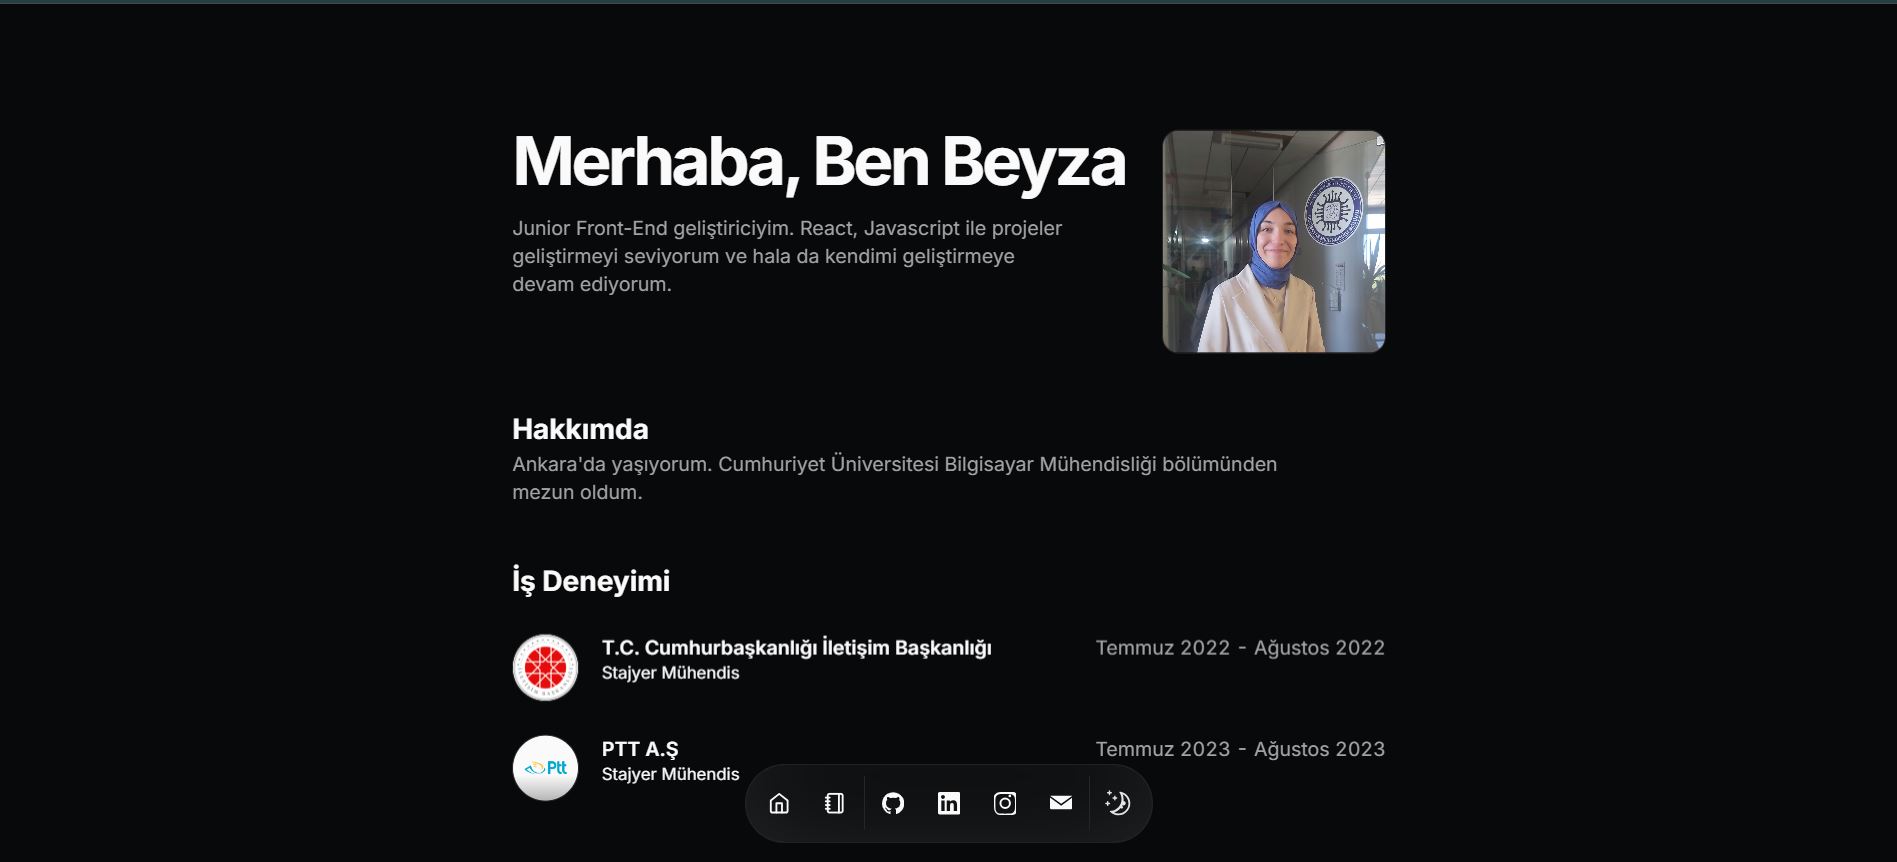 Merhaba, Ben Beyza
Junior Front-End geliştiriciyim. React, Javascript ile projeler
geliştirmeyi seviyorum ve hala da kendimi geliştirmeye
devam ediyorum.
Hakkımda
Ankara'da yaşıyorum. Cumhuriyet Üniversitesi Bilgisayar Mühendisliği bölümünden
mezun oldum.
İş Deneyimi
T.C. Cumhurbaşkanlığı İletişim Başkanlığı
Temmuz 2022 - Ağustos 2022
Stajyer Mühendis
PTT A.Ş
Temmuz 2023 - Ağustos 2023
Ptt
Stajyer Mühendis
in